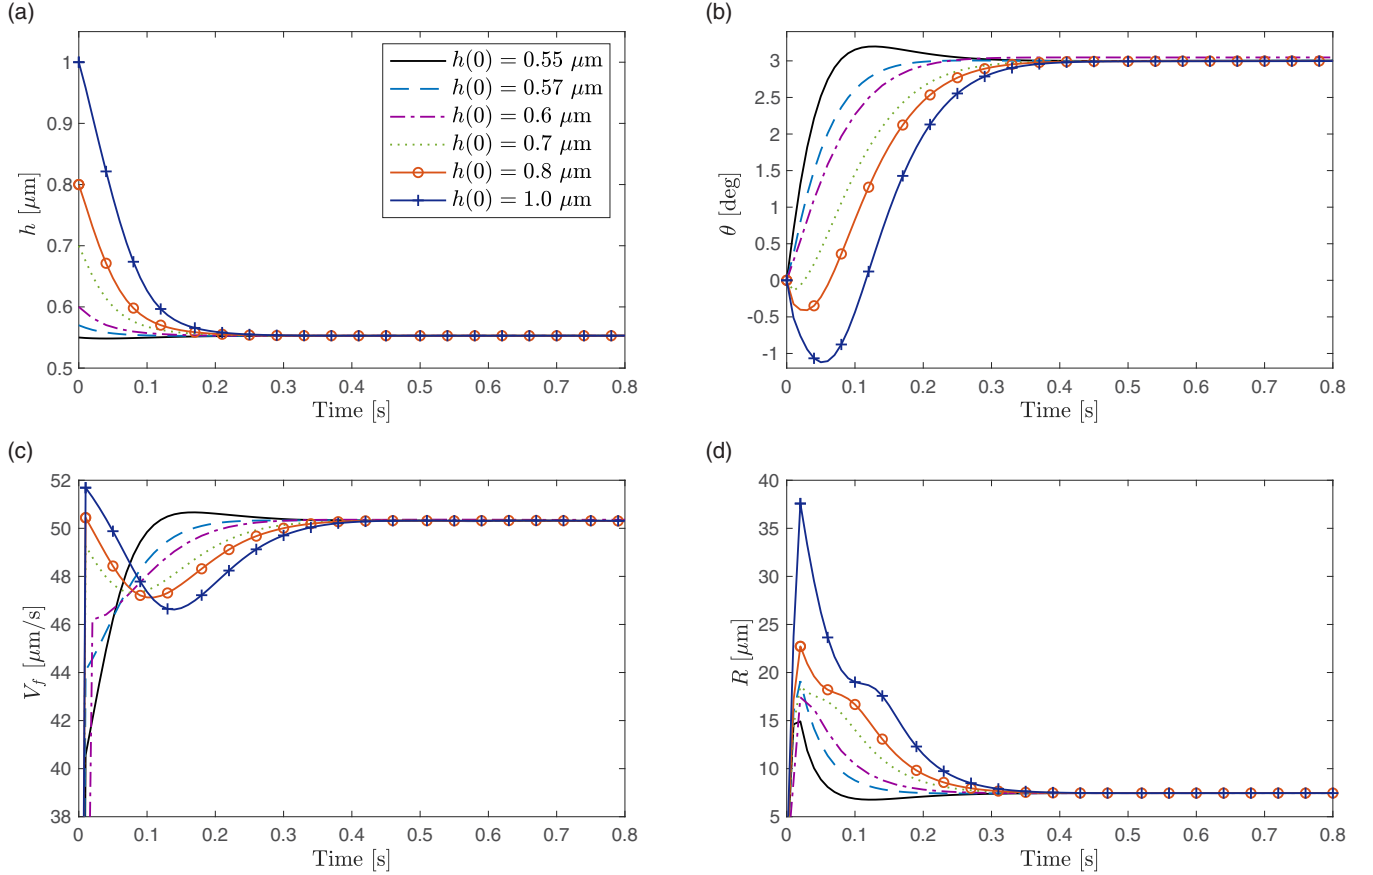 (a)
1
0.9
0.8
0.7
0.6
0.5
h [μm]
0 0.1 0.2 0.3 0.4 0.5 0.6 0.7 0.8
Time [s]
h(0) = 0.55 μm
h(0) = 0.57 μm
h(0) = 0.6 μm
h(0) = 0.7 μm
h(0) = 0.8 μm
h(0) = 1.0 μm
(b)
3
2.5
2
1.5
1
0.5
0
-0.5
-1
θ [deg]
0 0.1 0.2 0.3 0.4 0.5 0.6 0.7 0.8
Time [s]
(c)
52
50
48
46
44
42
40
38
V_f [μm/s]
0 0.1 0.2 0.3 0.4 0.5 0.6 0.7 0.8
Time [s]
(d)
40
35
30
25
20
15
10
5
R [μm]
0 0.1 0.2 0.3 0.4 0.5 0.6 0.7 0.8
Time [s]